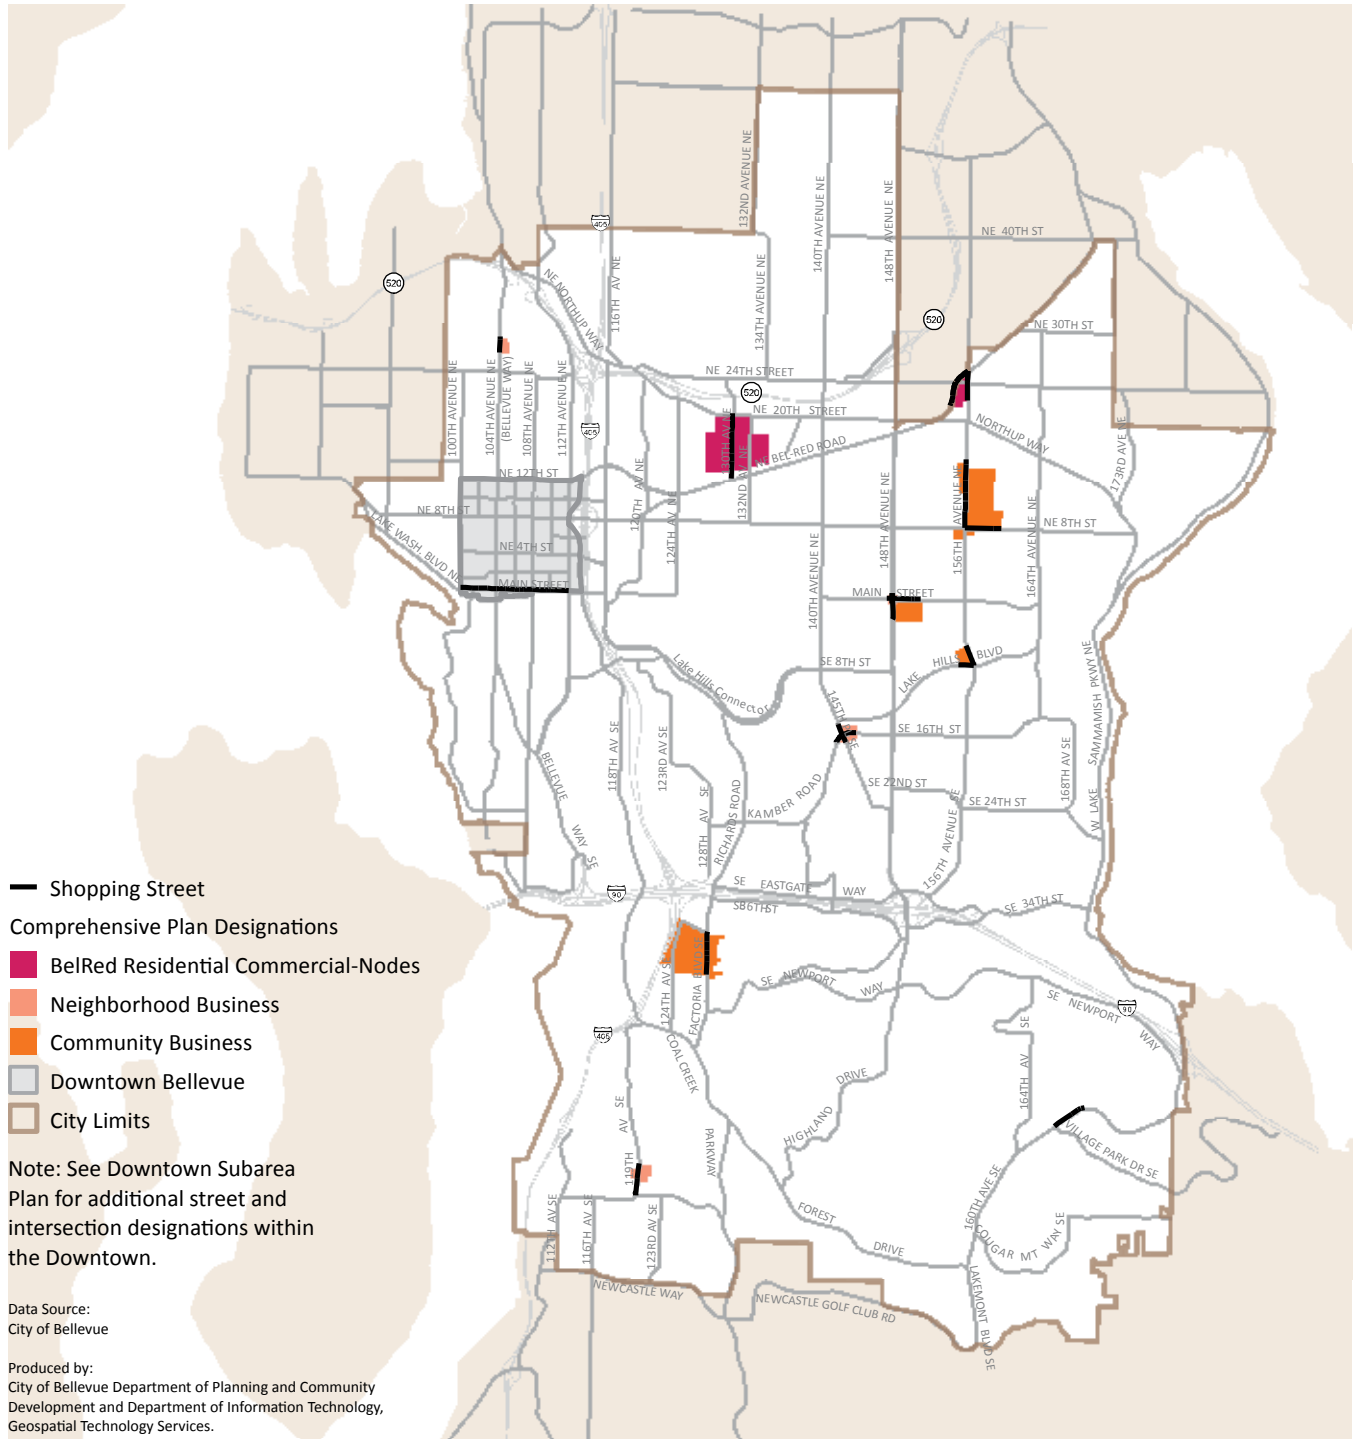 132ND AVENUE NE
140TH AVENUE NE
148TH AVENUE NE
405
NE 40TH ST
520
NE NORTHUP WAY
116TH AV NE
134TH AVENUE NE
520
NE 30TH ST
100TH AVENUE NE
104TH AVENUE NE
(BELLEVUE WAY)
108TH AVENUE NE
112TH AVENUE NE
NE 24TH STREET
520
NE 20TH STREET
405
130TH AV NE
132ND AV NE
NE BEL-RED ROAD
NORTHUP WAY
173RD AVE NE
NE 12TH ST
120TH AV NE
124TH AV NE
148TH AVENUE NE
156TH AVENUE NE
164TH AVENUE NE
NE 8TH ST
NE 8TH ST
LAKE WASH. BLVD NE
NE 4TH ST
MAIN STREET
140TH AVENUE NE
MAIN STREET
Lake Hills Connector
SE 8TH ST
LAKE HILLS BLVD
W LAKE SAMMAMISH PKWY NE
145TH PL SE
SE 16TH ST
118TH AV SE
123RD AV SE
BELLEVUE WAY SE
128TH AV SE
RICHARDS ROAD
KAMBER ROAD
SE 22ND ST
SE 24TH ST
168TH AV SE
156TH AVENUE SE
90
SE EASTGATE WAY
SE 34TH ST
124TH AV SE
FACTORIA BLVD SE
SE NEWPORT WAY
SE NEWPORT WAY
90
405
COAL CREEK PARKWAY
HIGHLAND DRIVE
164TH AV SE
VILLAGE PARK DR SE
119TH AV SE
160TH AVE SE
COUGAR MT WAY SE
112TH AV SE
116TH AV SE
123RD AV SE
FOREST DRIVE
LAKEMONT BLVD SE
NEWCASTLE WAY
NEWCASTLE GOLF CLUB RD
Shopping Street
Comprehensive Plan Designations
BelRed Residential Commercial-Nodes
Neighborhood Business
Community Business
Downtown Bellevue
City Limits
Note: See Downtown Subarea
Plan for additional street and
intersection designations within
the Downtown.
Data Source:
City of Bellevue
Produced by:
City of Bellevue Department of Planning and Community
Development and Department of Information Technology,
Geospatial Technology Services.